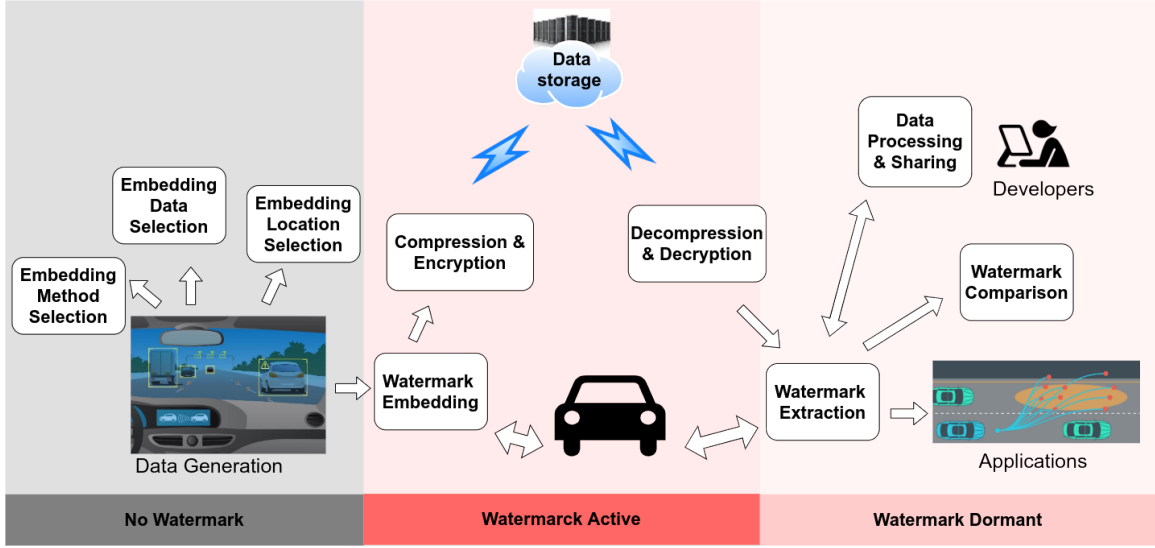 Data
storage
Embedding
Data
Selection
Embedding
Location
Selection
Embedding
Method
Selection
Data Generation
Compression &
Encryption
Decompression
& Decryption
Watermark
Embedding
Data
Processing
& Sharing
Developers
Watermark
Comparison
Watermark
Extraction
Applications
No Watermark
Watermarck Active
Watermark Dormant